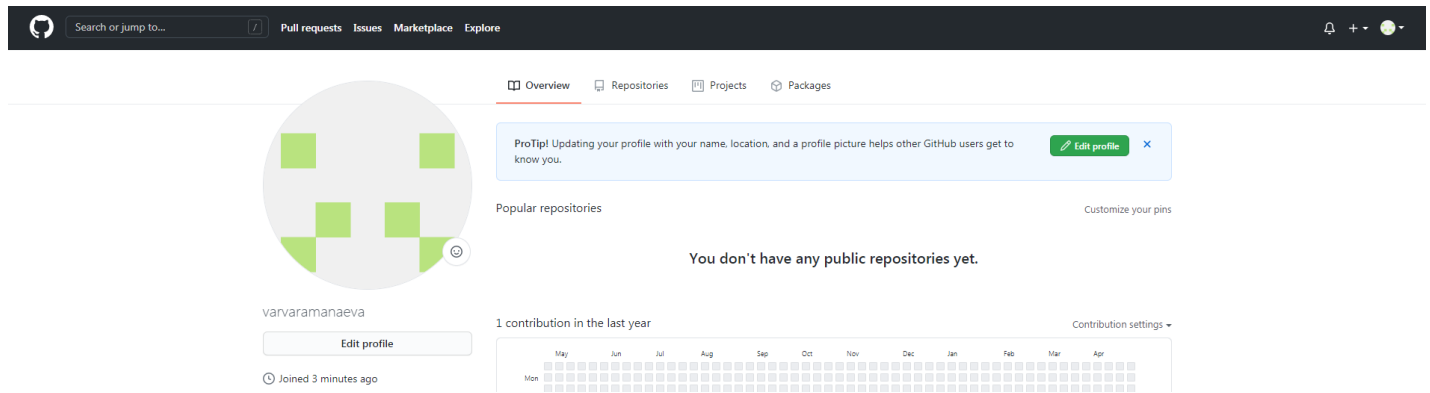 Search or jump to... /
Pull requests Issues Marketplace Explore
Overview Repositories Projects Packages
ProTip! Updating your profile with your name, location, and a profile picture helps other GitHub users get to
know you.
Edit profile
Popular repositories
Customize your pins
You don't have any public repositories yet.
varvaramanaeva
Edit profile
Joined 3 minutes ago
1 contribution in the last year
Contribution settings
May Jun Jul Aug Sep Oct Nov Dec Jan Feb Mar Apr
Mon